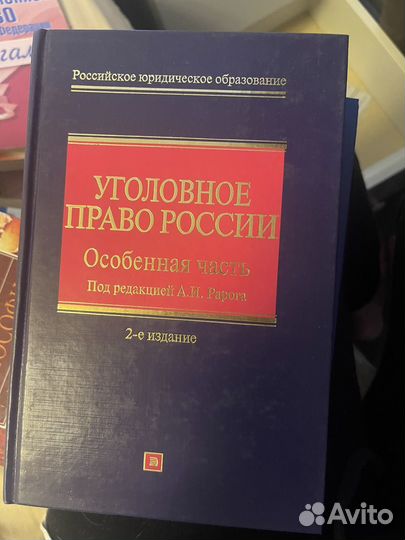 Российское юридическое образование
УГОЛОВНОЕ
ПРАВО РОССИИ
Особенная часть
Под редакцией А.И. Рарога
2-е издание
Avito